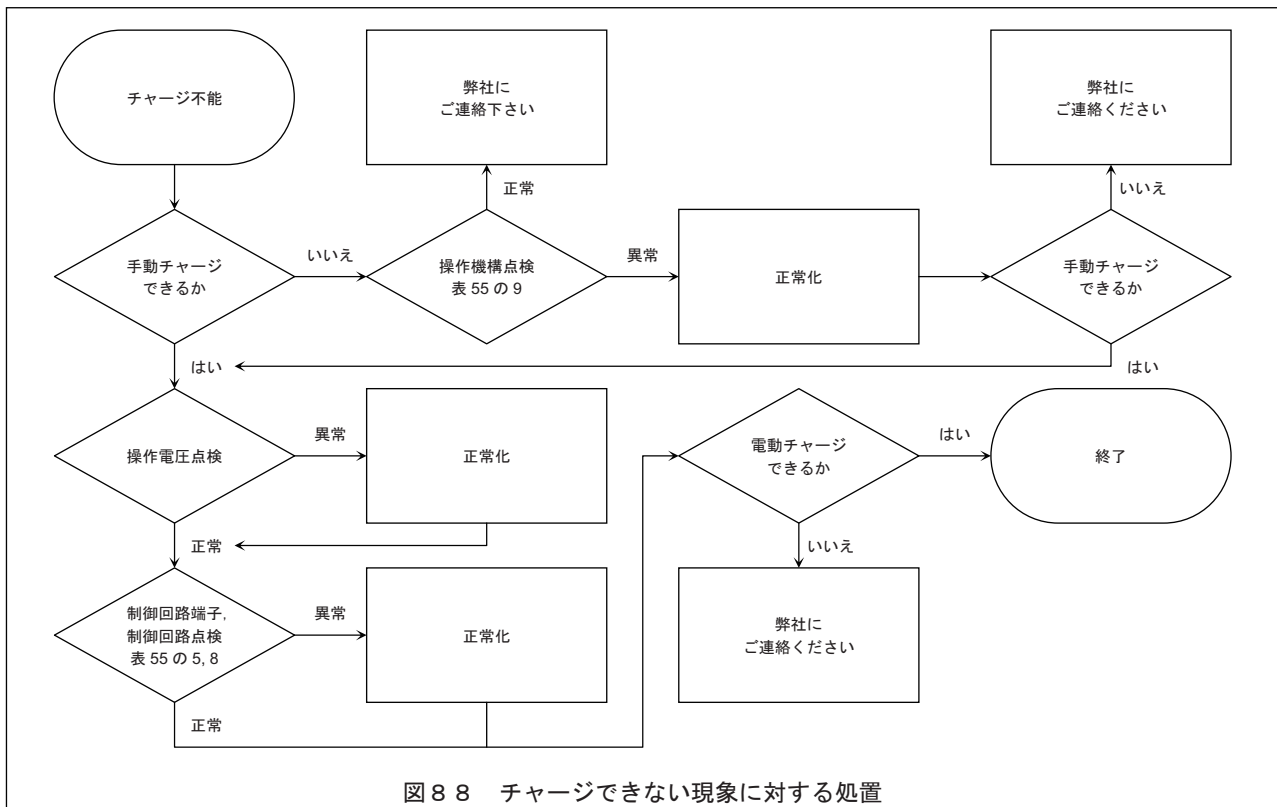 チャージ不能
弊社に
ご連絡下さい
弊社に
ご連絡ください
正常
いいえ
手動チャージ
できるか
いいえ
操作機構点検
表 55 の 9
異常
正常化
手動チャージ
できるか
はい
はい
操作電圧点検
異常
正常化
電動チャージ
できるか
はい
終了
正常
いいえ
制御回路端子,
制御回路点検
表 55 の 5, 8
異常
正常化
弊社に
ご連絡ください
正常
図88 チャージできない現象に対する処置